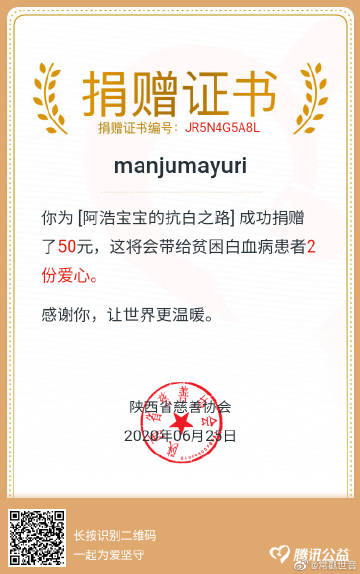 捐赠证书
捐赠证书编号：JR5N4G5A8L
manjumayuri
你为 [阿浩宝宝的抗白之路] 成功捐赠
了50元，这将会带给贫困白血病患者2
份爱心。
感谢你，让世界更温暖。
陕西省慈善协会
2020年06月25日
长按识别二维码
一起为爱坚守
腾讯公益